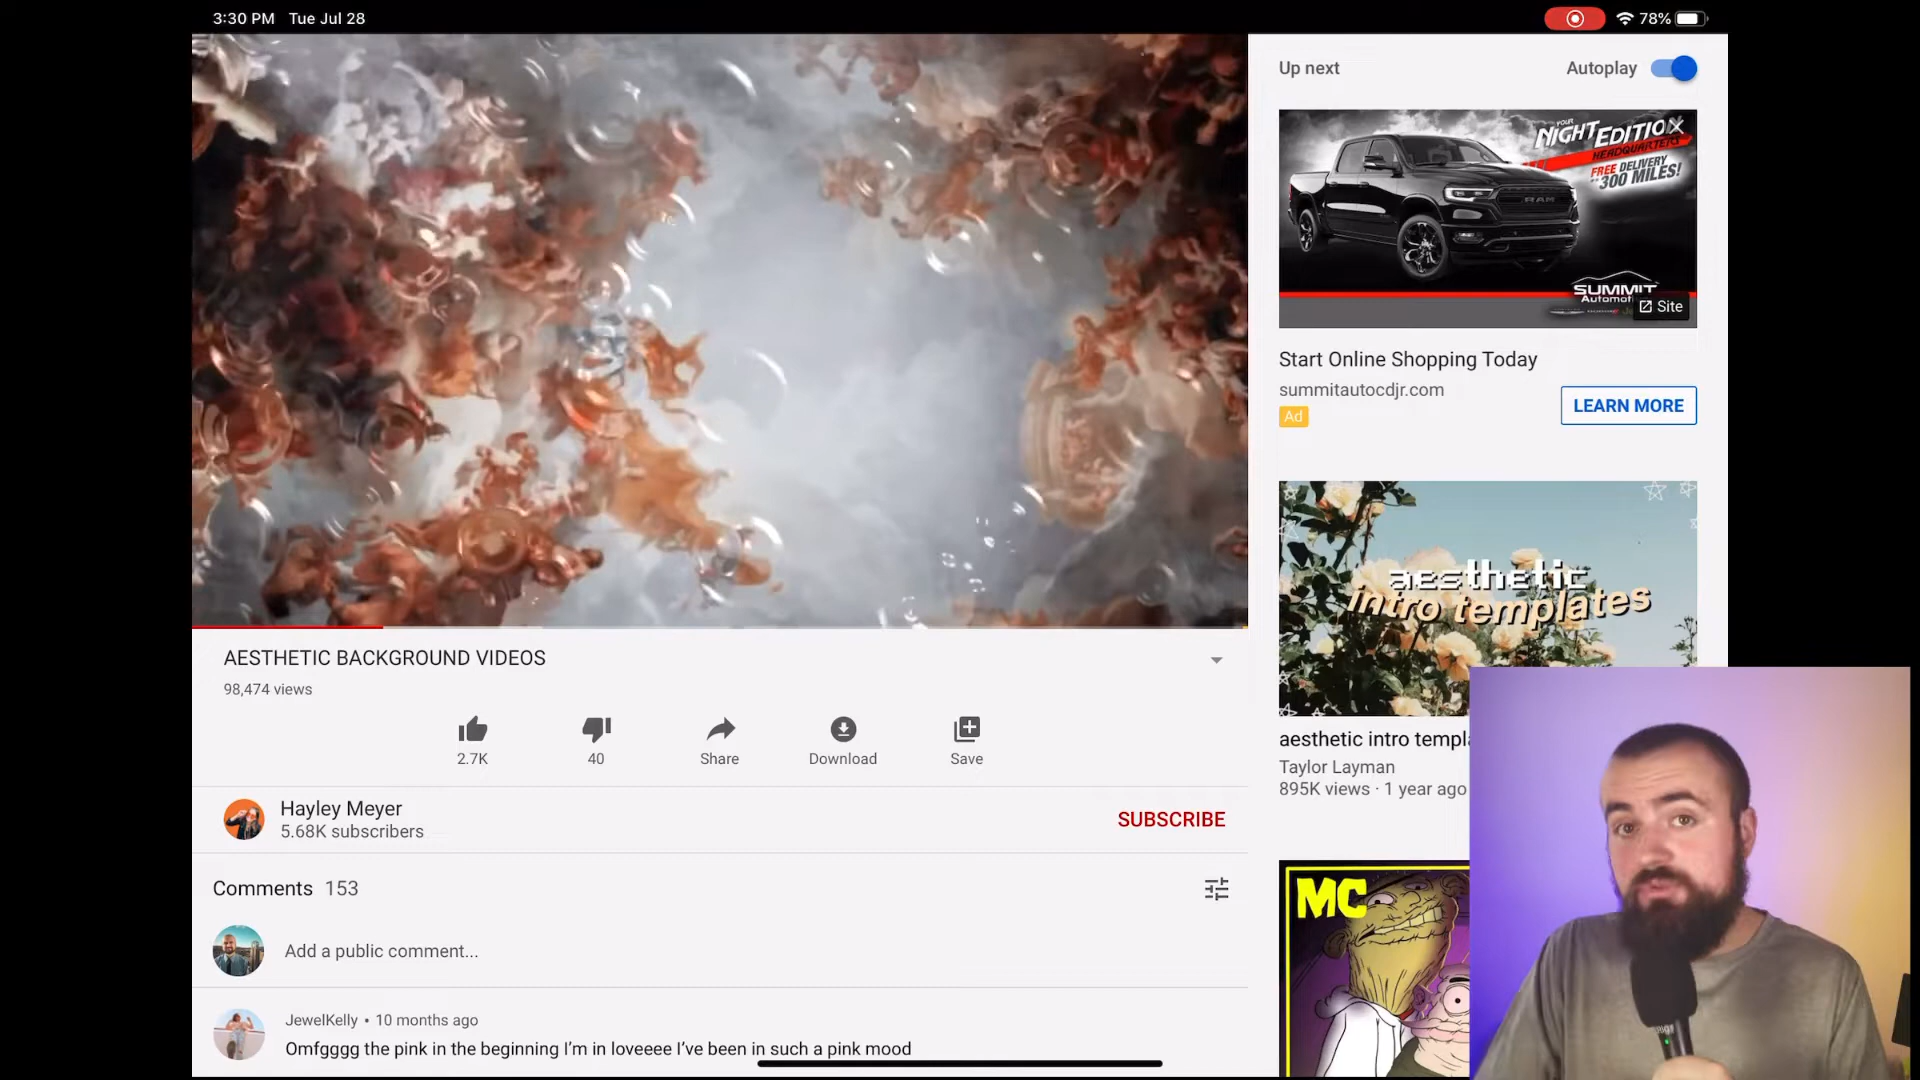 3:30 PM Tue Jul 28
78%
Up next
Autoplay
YOUR
NIGHT EDITION
HEADQUARTERS
FREE DELIVERY
300 MILES!
RAM
SUMMIT
Site
Start Online Shopping Today
summitautocdjr.com
Ad
LEARN MORE
aesthetic
intro templates
AESTHETIC BACKGROUND VIDEOS
98,474 views
2.7K
40
Share
Download
Save
aesthetic intro templa
Taylor Layman
895K views · 1 year ago
Hayley Meyer
5.68K subscribers
SUBSCRIBE
Comments 153
MC
Add a public comment...
JewelKelly • 10 months ago
Omfgggg the pink in the beginning I'm in loveeee I've been in such a pink mood